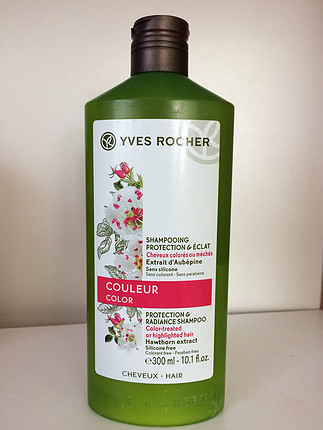 YVES ROCHER
SHAMPOOING
PROTECTION & ÉCLAT
Cheveux colorés ou méchés
Extrait d'Aubépine
Sans silicone
Sans colorant - Sans parabène
COULEUR
COLOR
PROTECTION &
RADIANCE SHAMPOO
Color-treated
or highlighted hair
Hawthorn extract
Silicone free
Colorant free - Paraben free
℮300 ml - 10.1 fl.oz.
CHEVEUX • HAIR